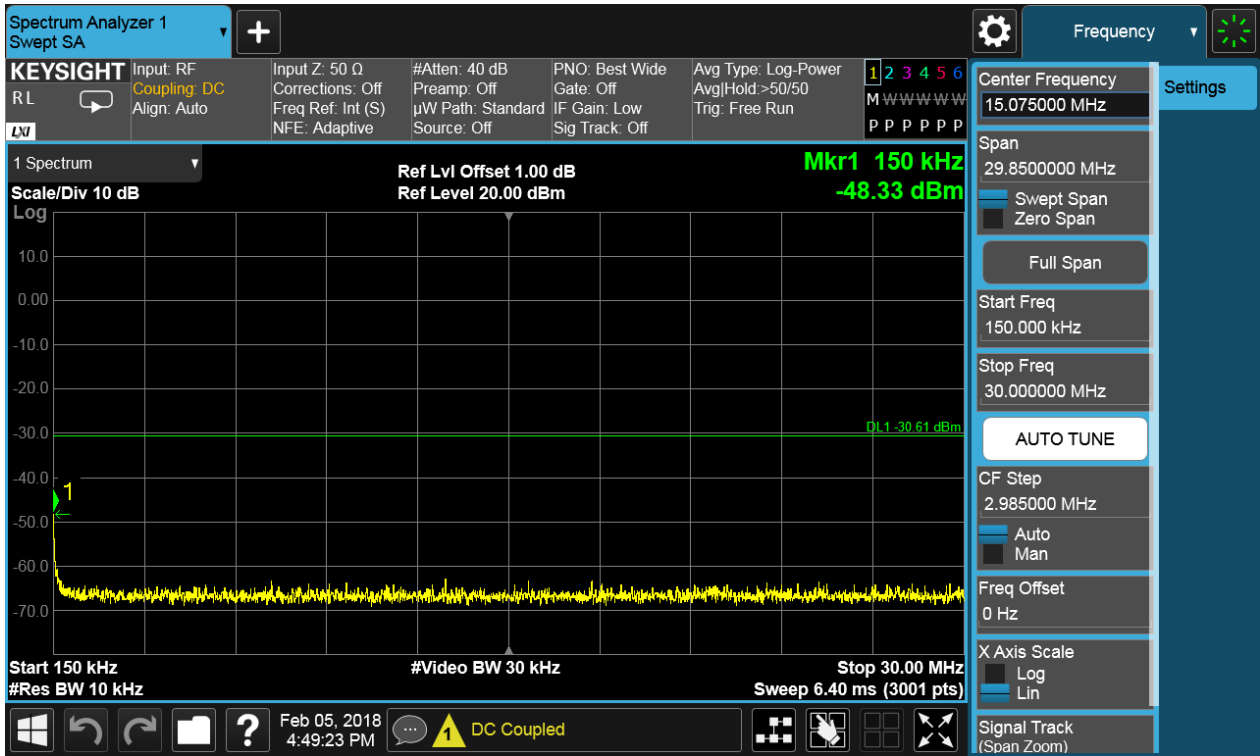 Spectrum Analyzer 1
Swept SA
+
Frequency
KEYSIGHT
RL
LXI
Input: RF
Coupling: DC
Align: Auto
Input Z: 50 Ω
Corrections: Off
Freq Ref: Int (S)
NFE: Adaptive
#Atten: 40 dB
Preamp: Off
µW Path: Standard
Source: Off
PNO: Best Wide
Gate: Off
IF Gain: Low
Sig Track: Off
Avg Type: Log-Power
Avg|Hold:>50/50
Trig: Free Run
1 2 3 4 5 6
M W W W W W
P P P P P P
1 Spectrum
Scale/Div 10 dB
Log
Ref Lvl Offset 1.00 dB
Ref Level 20.00 dBm
Mkr1 150 kHz
-48.33 dBm
10.0
0.00
-10.0
-20.0
-30.0
-40.0
-50.0
-60.0
-70.0
DL1 -30.61 dBm
1
Start 150 kHz
#Res BW 10 kHz
#Video BW 30 kHz
Stop 30.00 MHz
Sweep 6.40 ms (3001 pts)
Center Frequency
15.075000 MHz
Span
29.8500000 MHz
Swept Span
Zero Span
Full Span
Start Freq
150.000 kHz
Stop Freq
30.000000 MHz
AUTO TUNE
CF Step
2.985000 MHz
Auto
Man
Freq Offset
0 Hz
X Axis Scale
Log
Lin
Signal Track
(Span Zoom)
Settings
?
Feb 05, 2018
4:49:23 PM
1
DC Coupled